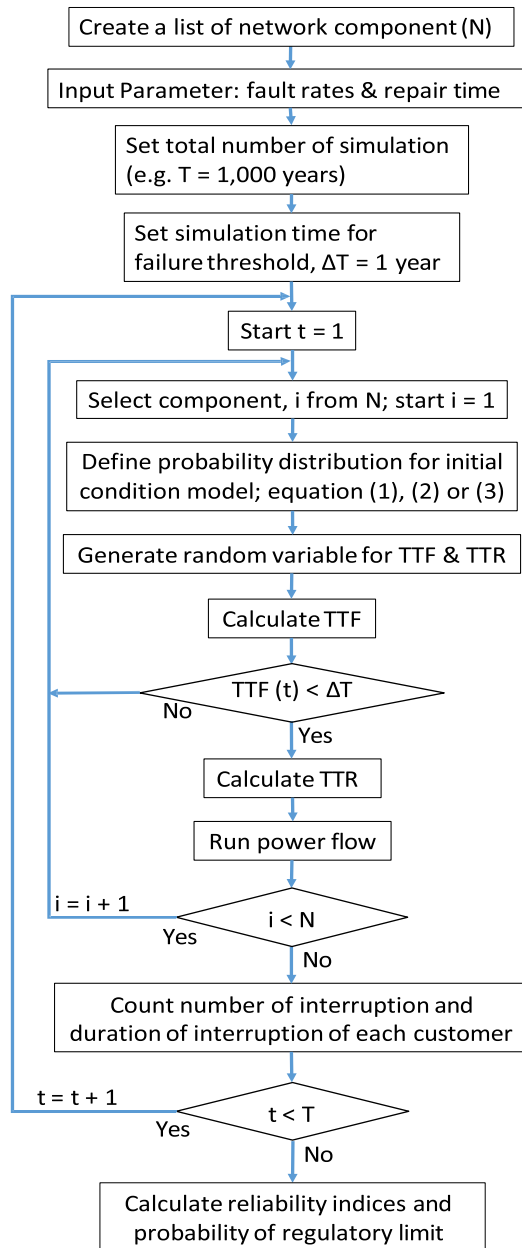 Create a list of network component (N)
Input Parameter: fault rates & repair time
Set total number of simulation
(e.g. T = 1,000 years)
Set simulation time for
failure threshold, ΔT = 1 year
Start t = 1
Select component, i from N; start i = 1
Define probability distribution for initial
condition model; equation (1), (2) or (3)
Generate random variable for TTF & TTR
Calculate TTF
TTF (t) < ΔT
No
Yes
Calculate TTR
Run power flow
i = i + 1
i < N
Yes
No
Count number of interruption and
duration of interruption of each customer
t = t + 1
t < T
Yes
No
Calculate reliability indices and
probability of regulatory limit